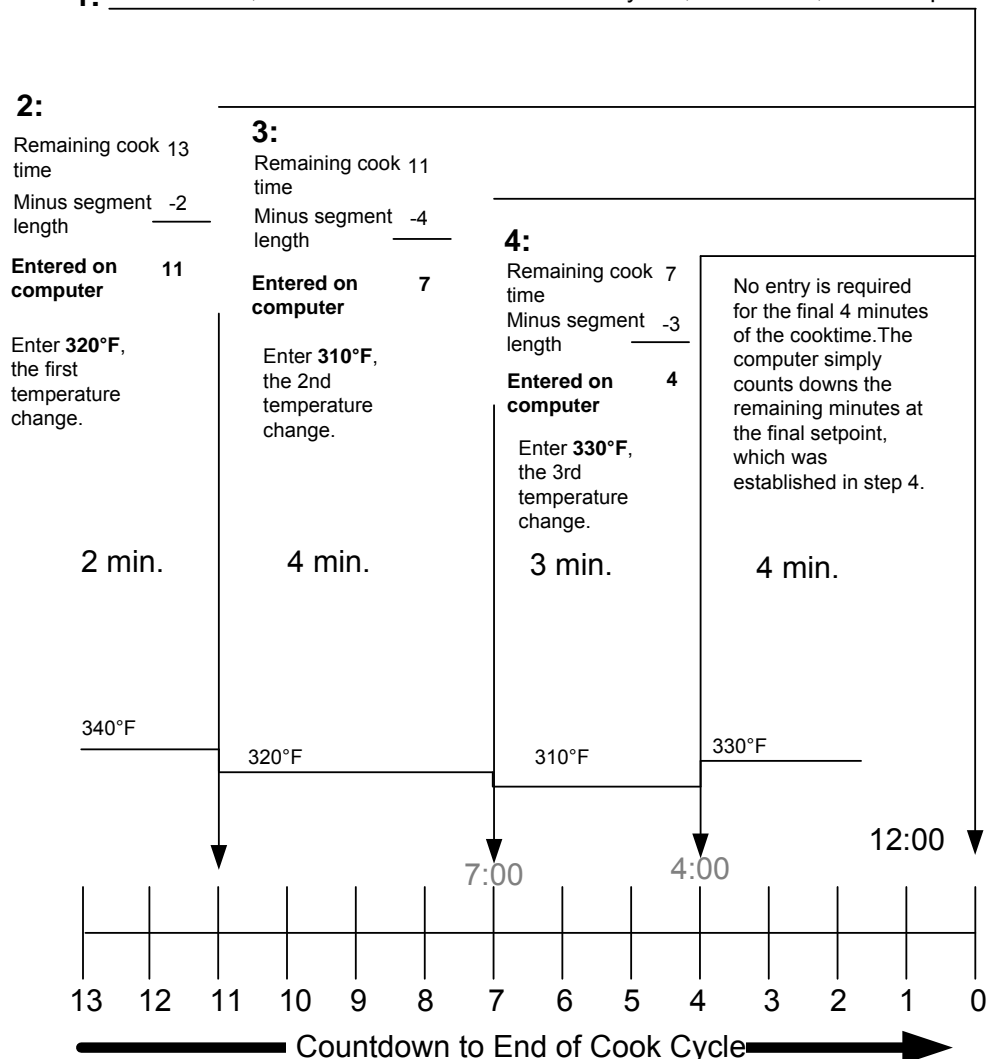 1:
2:
Remaining cook 13
time
Minus segment -2
length
Entered on 11
computer
Enter 320°F,
the first
temperature
change.
3:
Remaining cook 11
time
Minus segment -4
length
Entered on 7
computer
Enter 310°F,
the 2nd
temperature
change.
4:
Remaining cook 7
time
Minus segment -3
length
Entered on 4
computer
Enter 330°F,
the 3rd
temperature
change.
No entry is required
for the final 4 minutes
of the cooktime.The
computer simply
counts downs the
remaining minutes at
the final setpoint,
which was
established in step 4.
2 min. 4 min. 3 min. 4 min.
340°F 320°F 310°F 330°F
7:00 4:00 12:00
13 12 11 10 9 8 7 6 5 4 3 2 1 0
Countdown to End of Cook Cycle